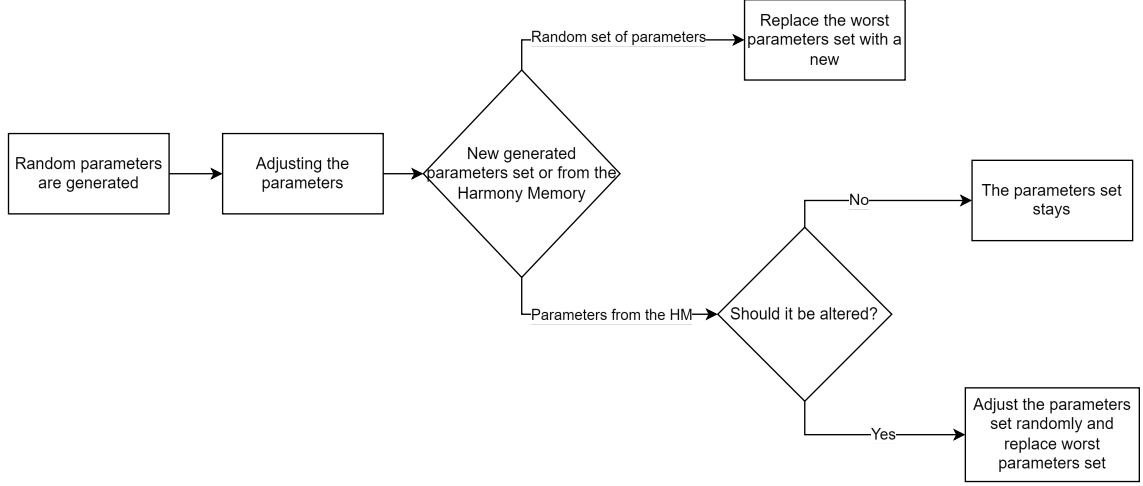 Random set of parameters
Replace the worst
parameters set with a
new
Random parameters
are generated
Adjusting the
parameters
New generated
parameters set or from the
Harmony Memory
No
The parameters set
stays
Parameters from the HM
Should it be altered?
Yes
Adjust the parameters
set randomly and
replace worst
parameters set